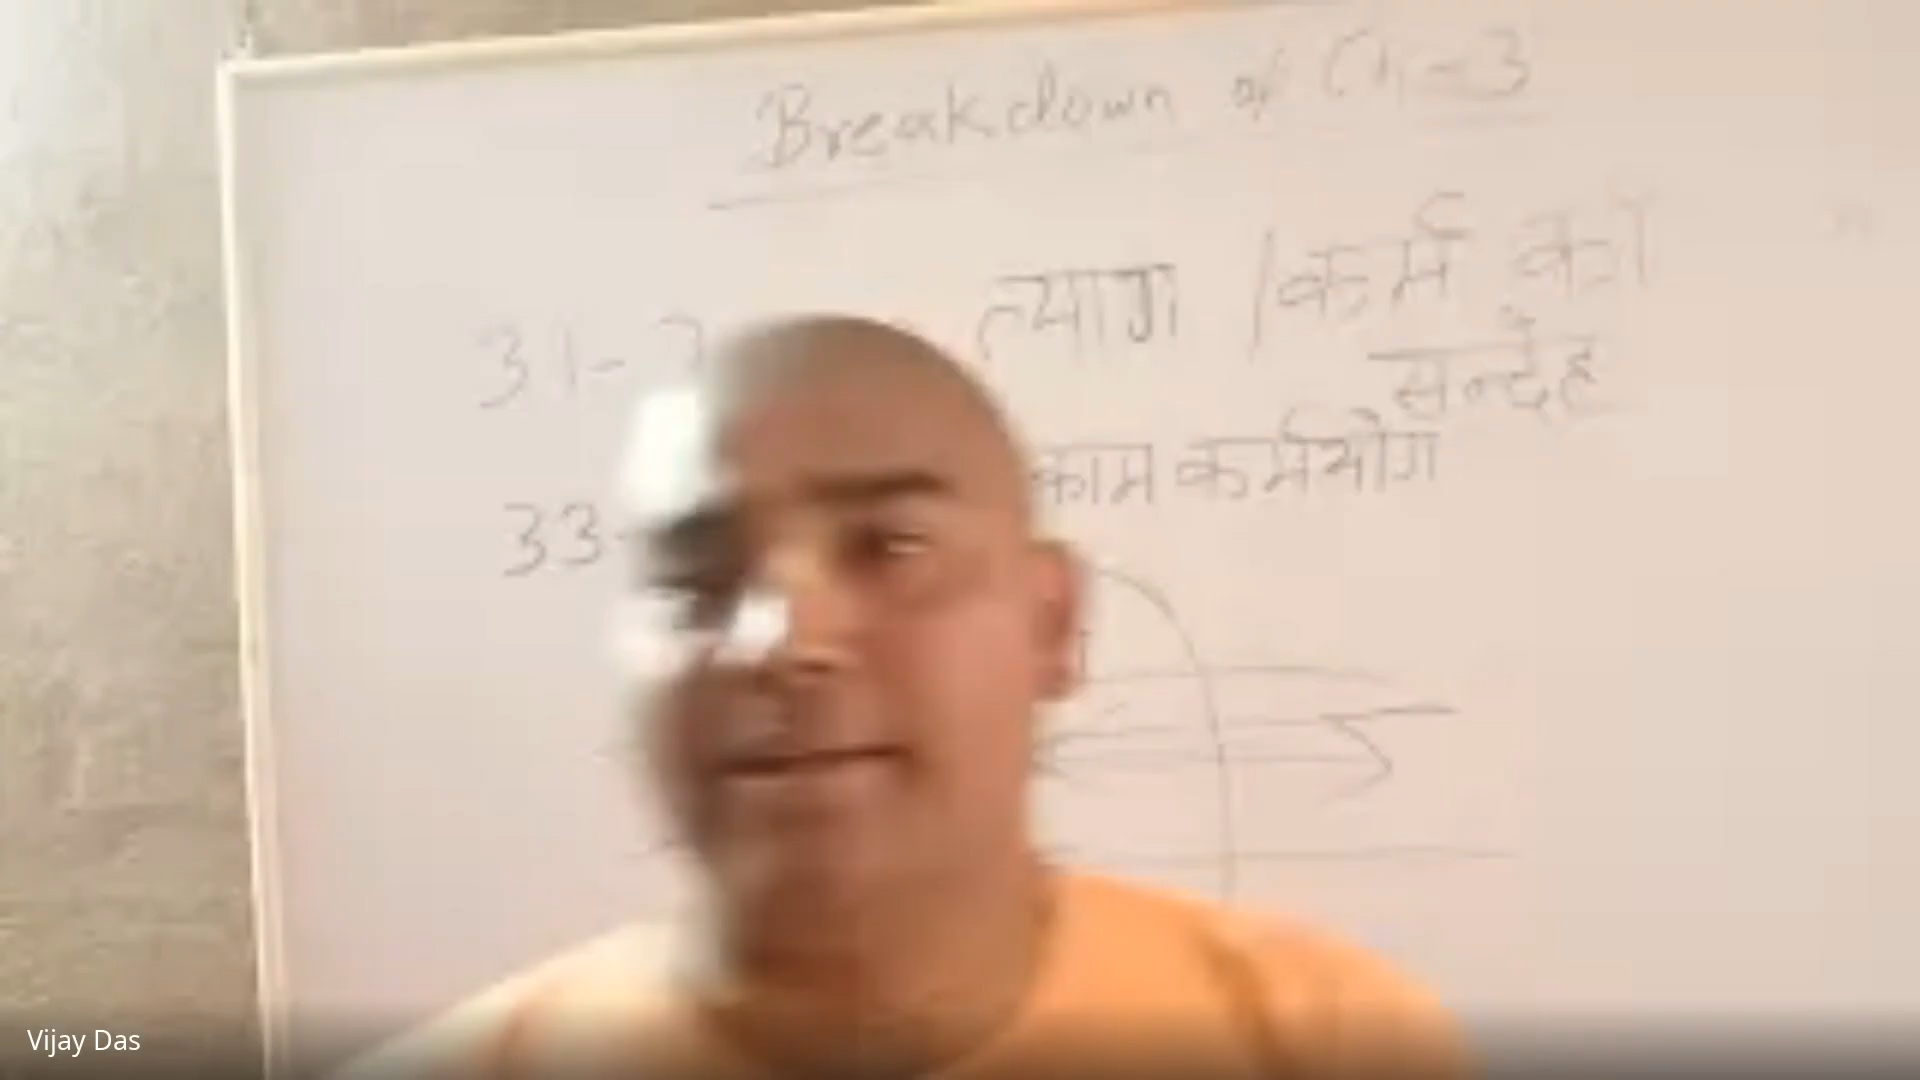 Breakdown of Ch-3
31-
त्याग / कर्म का
सन्देह
33-
काम कर्मयोग
Vijay Das